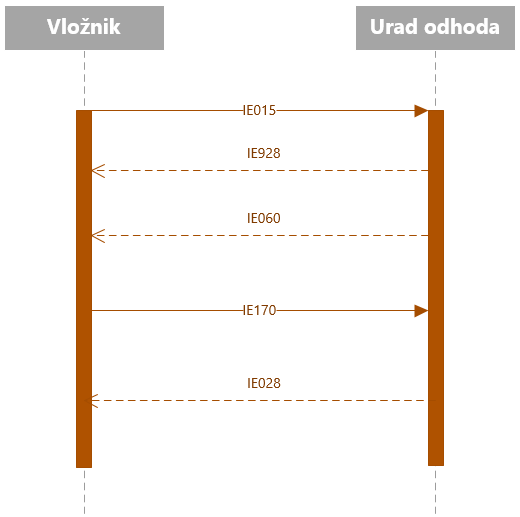 Vložnik
Urad odhoda
IE015
IE928
IE060
IE170
IE028